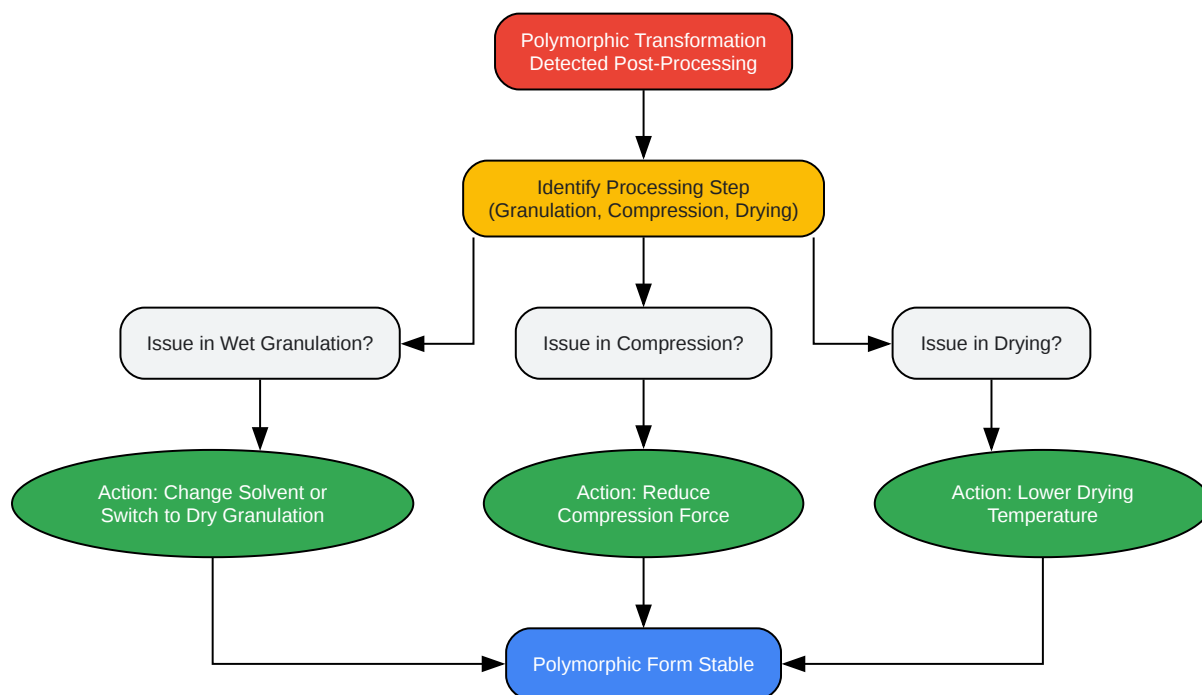 Polymorphic Transformation
Detected Post-Processing
Identify Processing Step
(Granulation, Compression, Drying)
Issue in Wet Granulation?
Issue in Compression?
Issue in Drying?
Action: Change Solvent or
Switch to Dry Granulation
Action: Reduce
Compression Force
Action: Lower Drying
Temperature
Polymorphic Form Stable